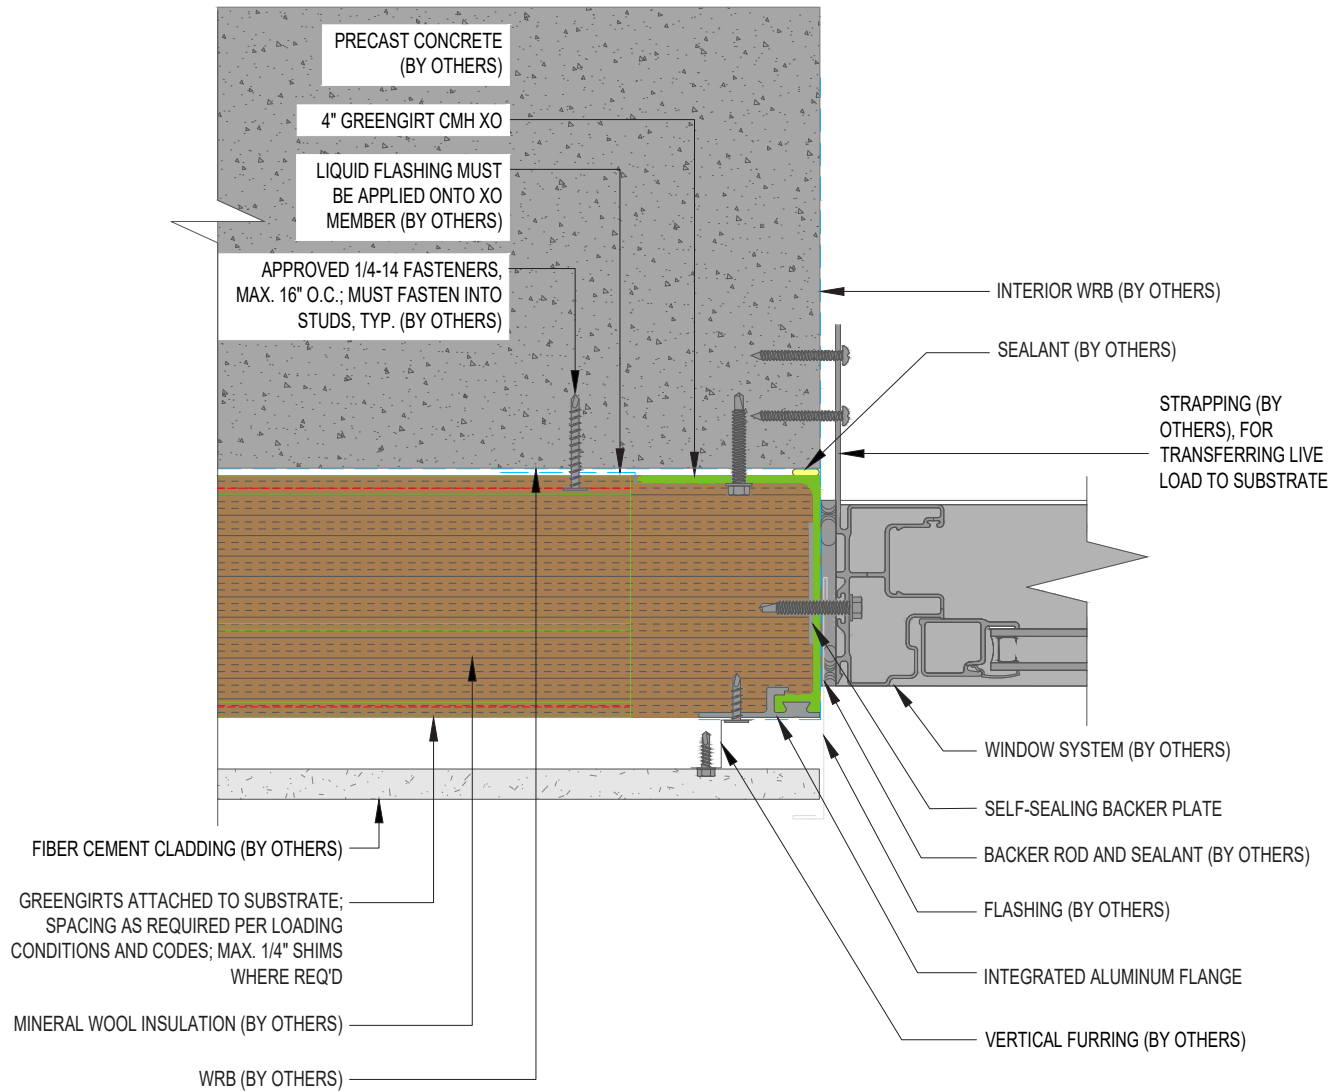 PRECAST CONCRETE
(BY OTHERS)
4" GREENGIRT CMH XO
LIQUID FLASHING MUST
BE APPLIED ONTO XO
MEMBER (BY OTHERS)
APPROVED 1/4-14 FASTENERS,
MAX. 16" O.C.; MUST FASTEN INTO
STUDS, TYP. (BY OTHERS)
INTERIOR WRB (BY OTHERS)
SEALANT (BY OTHERS)
STRAPPING (BY
OTHERS), FOR
TRANSFERRING LIVE
LOAD TO SUBSTRATE
WINDOW SYSTEM (BY OTHERS)
SELF-SEALING BACKER PLATE
BACKER ROD AND SEALANT (BY OTHERS)
FLASHING (BY OTHERS)
INTEGRATED ALUMINUM FLANGE
VERTICAL FURRING (BY OTHERS)
FIBER CEMENT CLADDING (BY OTHERS)
GREENGIRTS ATTACHED TO SUBSTRATE;
SPACING AS REQUIRED PER LOADING
CONDITIONS AND CODES; MAX. 1/4" SHIMS
WHERE REQ'D
MINERAL WOOL INSULATION (BY OTHERS)
WRB (BY OTHERS)